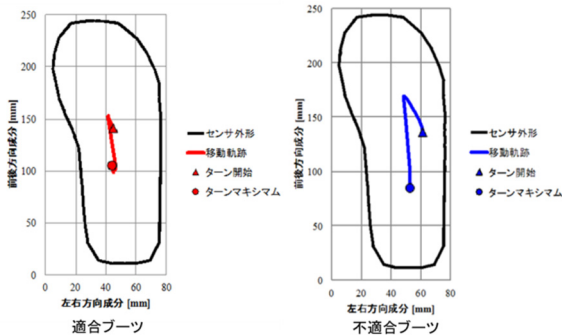 250
200
150
100
50
0
0 20 40 60 80
前後方向成分 [mm]
左右方向成分 [mm]
センサ外形
移動軌跡
ターン開始
ターンマキシマム
適合ブーツ
250
200
150
100
50
0
0 20 40 60 80
前後方向成分 [mm]
左右方向成分 [mm]
センサ外形
移動軌跡
ターン開始
ターンマキシマム
不適合ブーツ